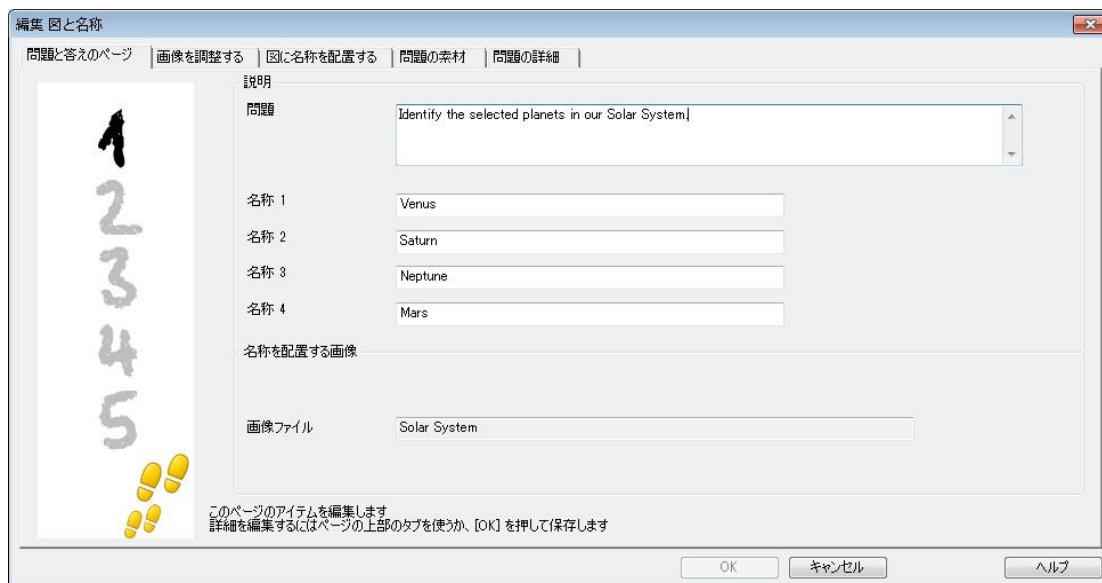 編集 図と名称
問題と答えのページ
画像を調整する
図に名称を配置する
問題の素材
問題の詳細
1
2
3
4
5
説明
問題
Identify the selected planets in our Solar System.
名称 1
Venus
名称 2
Saturn
名称 3
Neptune
名称 4
Mars
名称を配置する画像
画像ファイル
Solar System
このページのアイテムを編集します
詳細を編集するにはページの上部のタブを使うか、[OK] を押して保存します
OK
キャンセル
ヘルプ